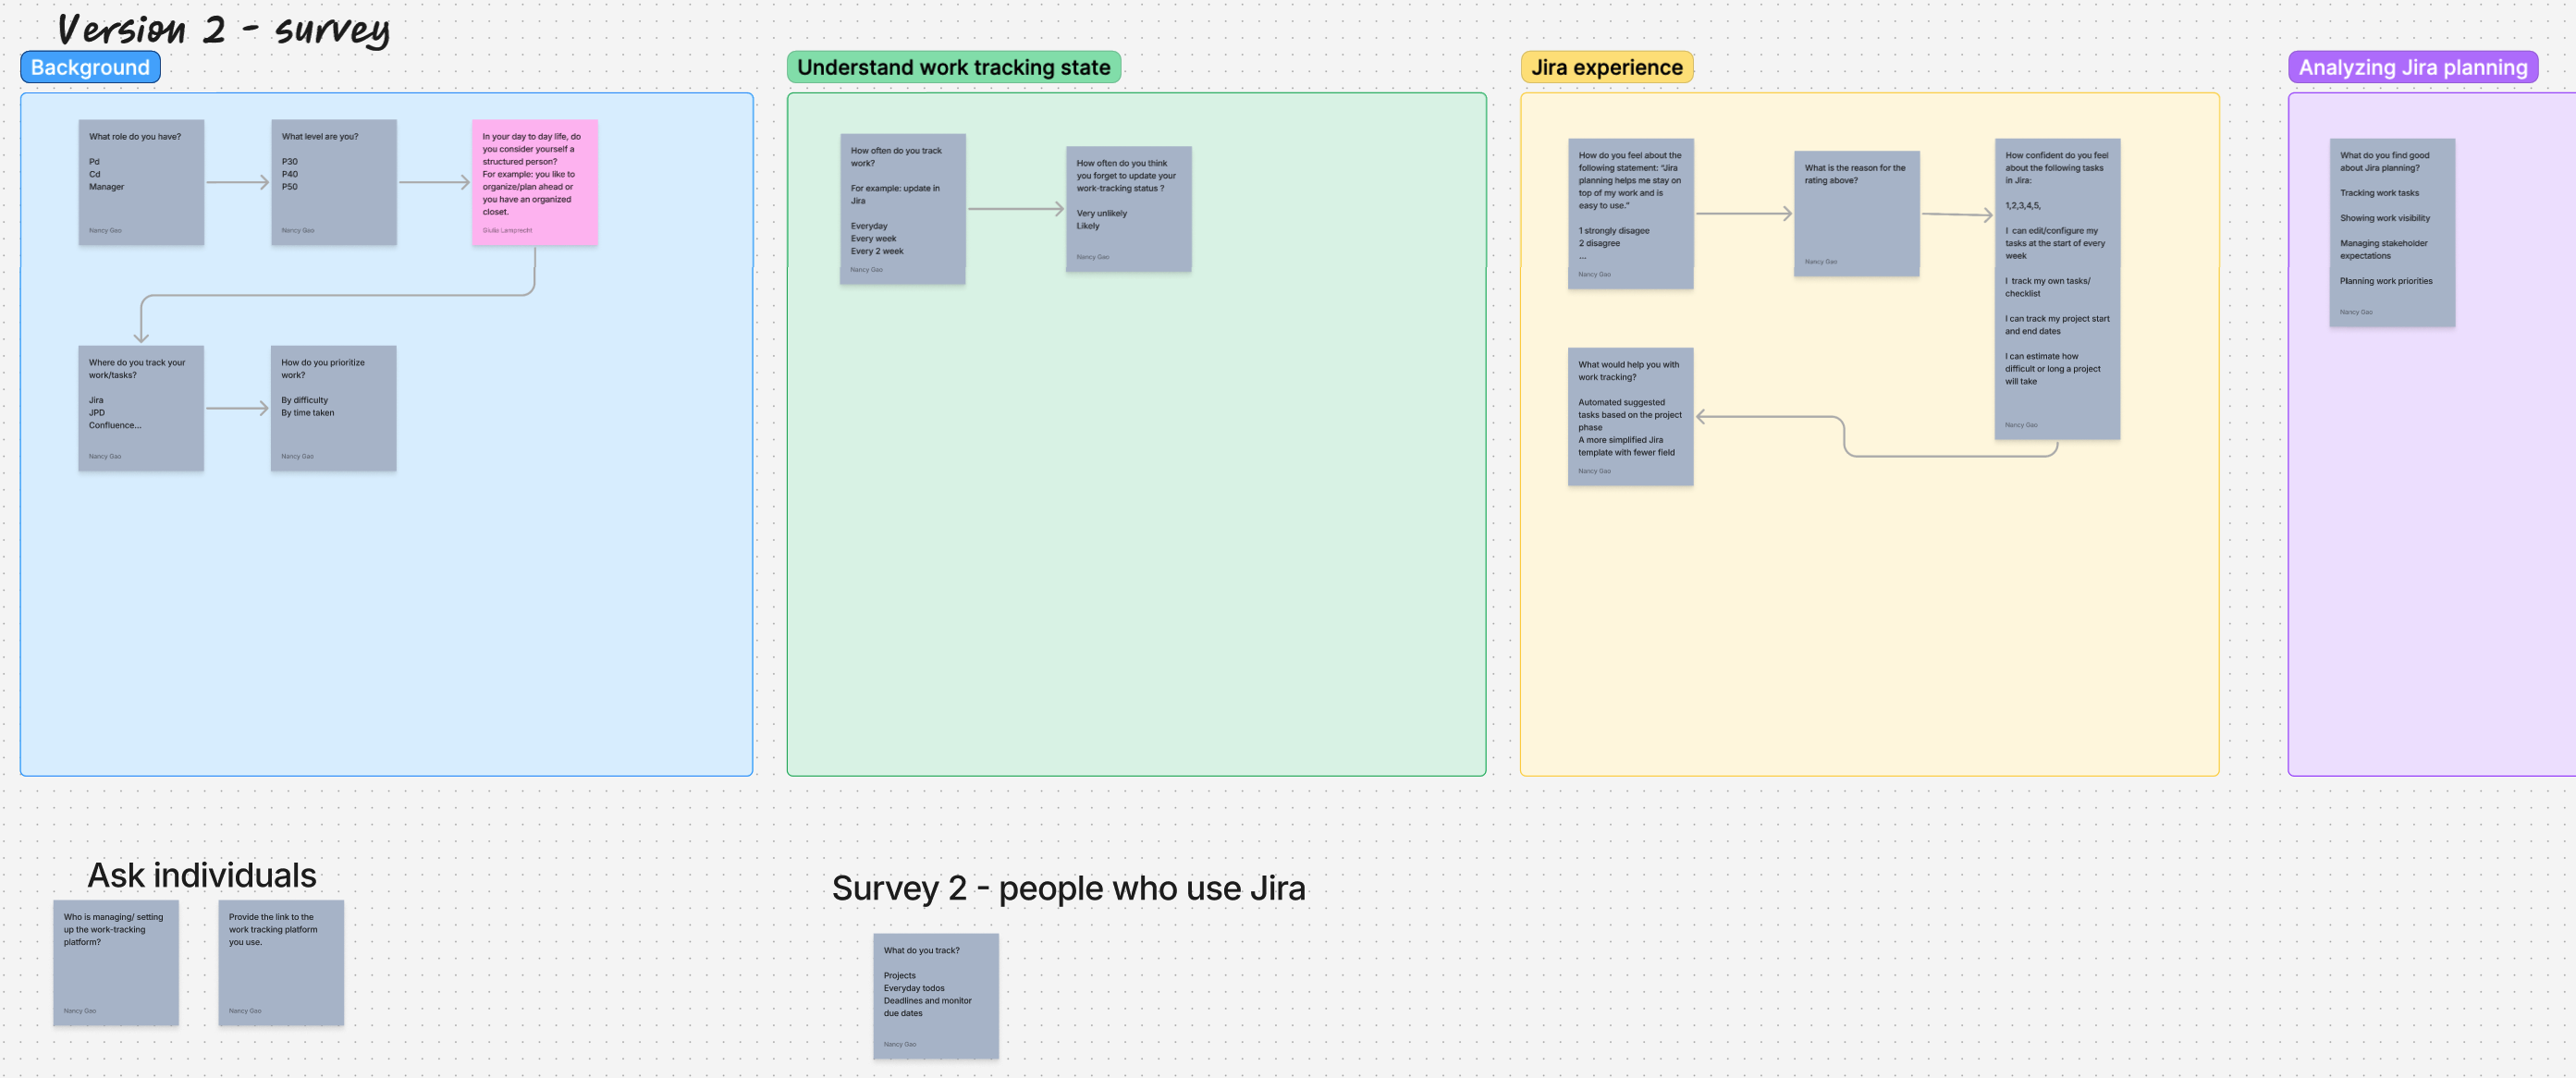 Version 2 - survey
Background
What role do you have?
Pd
Cd
Manager
Nancy Gao
What level are you?
P30
P40
P50
Nancy Gao
In your day to day life, do
you consider yourself a
structured person?
For example: you like to
organize/plan ahead or
you have an organized
closet.
Giulia Lamprecht
Where do you track your
work/tasks?
Jira
JPD
Confluence...
Nancy Gao
How do you prioritize
work?
By difficulty
By time taken
Nancy Gao
Understand work tracking state
How often do you track
work?
For example: update in
Jira
Everyday
Every week
Every 2 week
Nancy Gao
How often do you think
you forget to update your
work-tracking status ?
Very unlikely
Likely
Nancy Gao
Jira experience
How do you feel about the
following statement: "Jira
planning helps me stay on
top of my work and is
easy to use."
1 strongly disagee
2 disagree
...
Nancy Gao
What is the reason for the
rating above?
Nancy Gao
How confident do you feel
about the following tasks
in Jira:
1,2,3,4,5,
I can edit/configure my
tasks at the start of every
week
I track my own tasks/
checklist
I can track my project start
and end dates
I can estimate how
difficult or long a project
will take
Nancy Gao
What would help you with
work tracking?
Automated suggested
tasks based on the project
phase
A more simplified Jira
template with fewer field
Nancy Gao
Analyzing Jira planning
What do you find good
about Jira planning?
Tracking work tasks
Showing work visibility
Managing stakeholder
expectations
Planning work priorities
Nancy Gao
Ask individuals
Who is managing/ setting
up the work-tracking
platform?
Nancy Gao
Provide the link to the
work tracking platform
you use.
Nancy Gao
Survey 2 - people who use Jira
What do you track?
Projects
Everyday todos
Deadlines and monitor
due dates
Nancy Gao